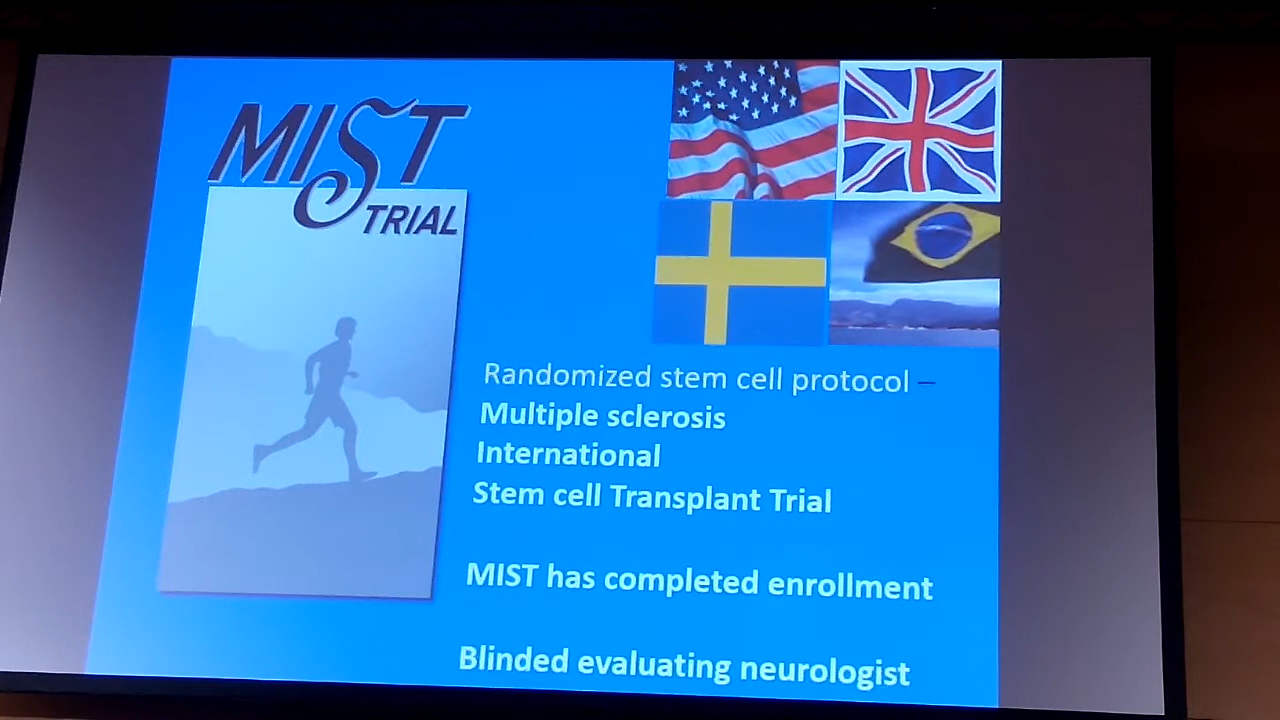 MIST
TRIAL
Randomized stem cell protocol –
Multiple sclerosis
International
Stem cell Transplant Trial
MIST has completed enrollment
Blinded evaluating neurologist